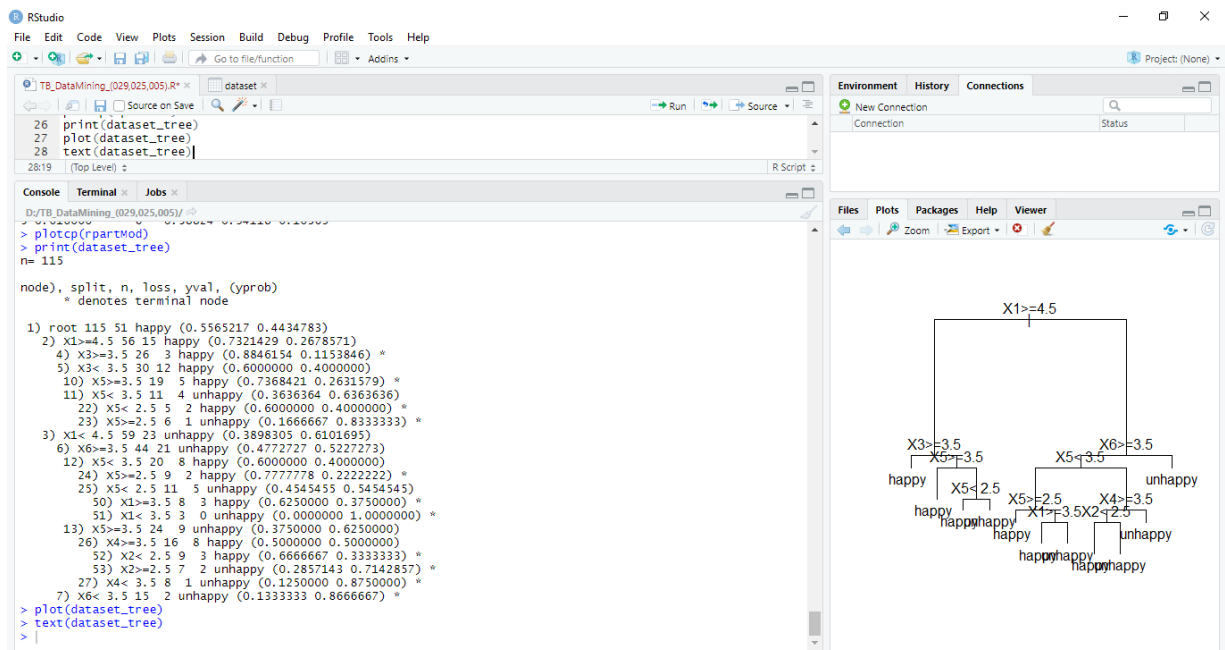 RStudio
File Edit Code View Plots Session Build Debug Profile Tools Help
Go to file/function Addins Project: (None)
TB_DataMining_(029,025,005).R* dataset
Source on Save Run Source
26 print(dataset_tree)
27 plot(dataset_tree)
28 text(dataset_tree)
28:19 (Top Level) R Script
Console Terminal Jobs
D:/TB_DataMining_(029,025,005)/
> plotcp(rpartMod)
> print(dataset_tree)
n= 115
node), split, n, loss, yval, (yprob)
* denotes terminal node
1) root 115 51 happy (0.5565217 0.4434783)
2) X1>=4.5 56 15 happy (0.7321429 0.2678571)
4) X3>=3.5 26 3 happy (0.8846154 0.1153846) *
5) X3< 3.5 30 12 happy (0.6000000 0.4000000)
10) X5>=3.5 19 5 happy (0.7368421 0.2631579) *
11) X5< 3.5 11 4 unhappy (0.3636364 0.6363636)
22) X5< 2.5 5 2 happy (0.6000000 0.4000000) *
23) X5>=2.5 6 1 unhappy (0.1666667 0.8333333) *
3) X1< 4.5 59 23 unhappy (0.3898305 0.6101695)
6) X6>=3.5 44 21 unhappy (0.4772727 0.5227273)
12) X5< 3.5 20 8 happy (0.6000000 0.4000000)
24) X5>=2.5 9 2 happy (0.7777778 0.2222222) *
25) X5< 2.5 11 5 unhappy (0.4545455 0.5454545)
50) X1>=3.5 8 3 happy (0.6250000 0.3750000) *
51) X1< 3.5 3 0 unhappy (0.0000000 1.0000000) *
13) X5>=3.5 24 9 unhappy (0.3750000 0.6250000)
26) X4>=3.5 16 8 happy (0.5000000 0.5000000)
52) X2< 2.5 9 3 happy (0.6666667 0.3333333) *
53) X2>=2.5 7 2 unhappy (0.2857143 0.7142857) *
27) X4< 3.5 8 1 unhappy (0.1250000 0.8750000) *
7) X6< 3.5 15 2 unhappy (0.1333333 0.8666667) *
> plot(dataset_tree)
> text(dataset_tree)
>
Environment History Connections
New Connection
Connection Status
Files Plots Packages Help Viewer
Zoom Export
X1>=4.5
X3>=3.5 X6>=3.5
X5>=3.5 X5< 3.5
happy unhappy
X5< 2.5 X5>=2.5 X4>=3.5
happy X1>=3.5 X2< 2.5
happy unhappy happy unhappy
happy unhappy happy unhappy